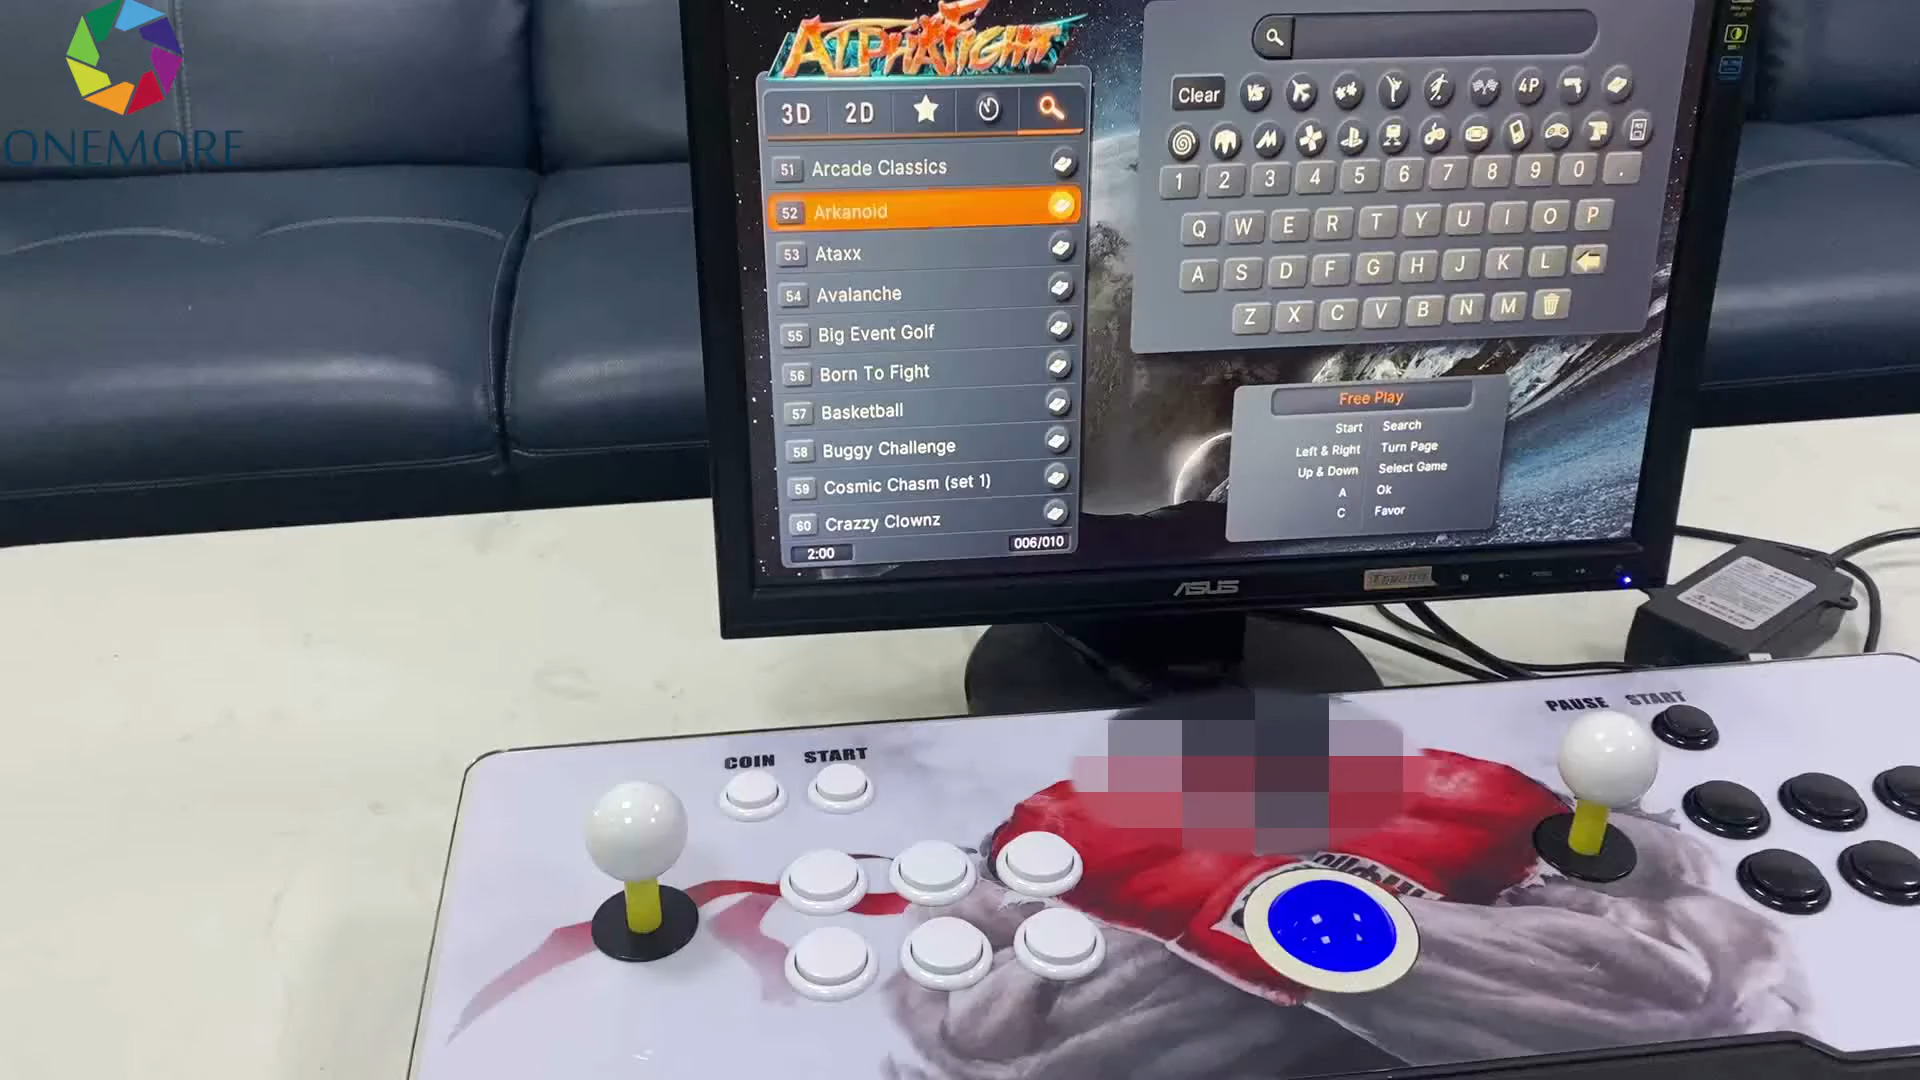 ONEMORE
ALPHAFIGHT
3D 2D
51 Arcade Classics
52 Arkanoid
53 Ataxx
54 Avalanche
55 Big Event Golf
56 Born To Fight
57 Basketball
58 Buggy Challenge
59 Cosmic Chasm (set 1)
60 Crazzy Clownz
2:00 006/010
Clear VS 4P
1 2 3 4 5 6 7 8 9 0 .
Q W E R T Y U I O P
A S D F G H J K L
Z X C V B N M
Free Play
Start Search
Left & Right Turn Page
Up & Down Select Game
A Ok
C Favor
ASUS
COIN START
PAUSE START